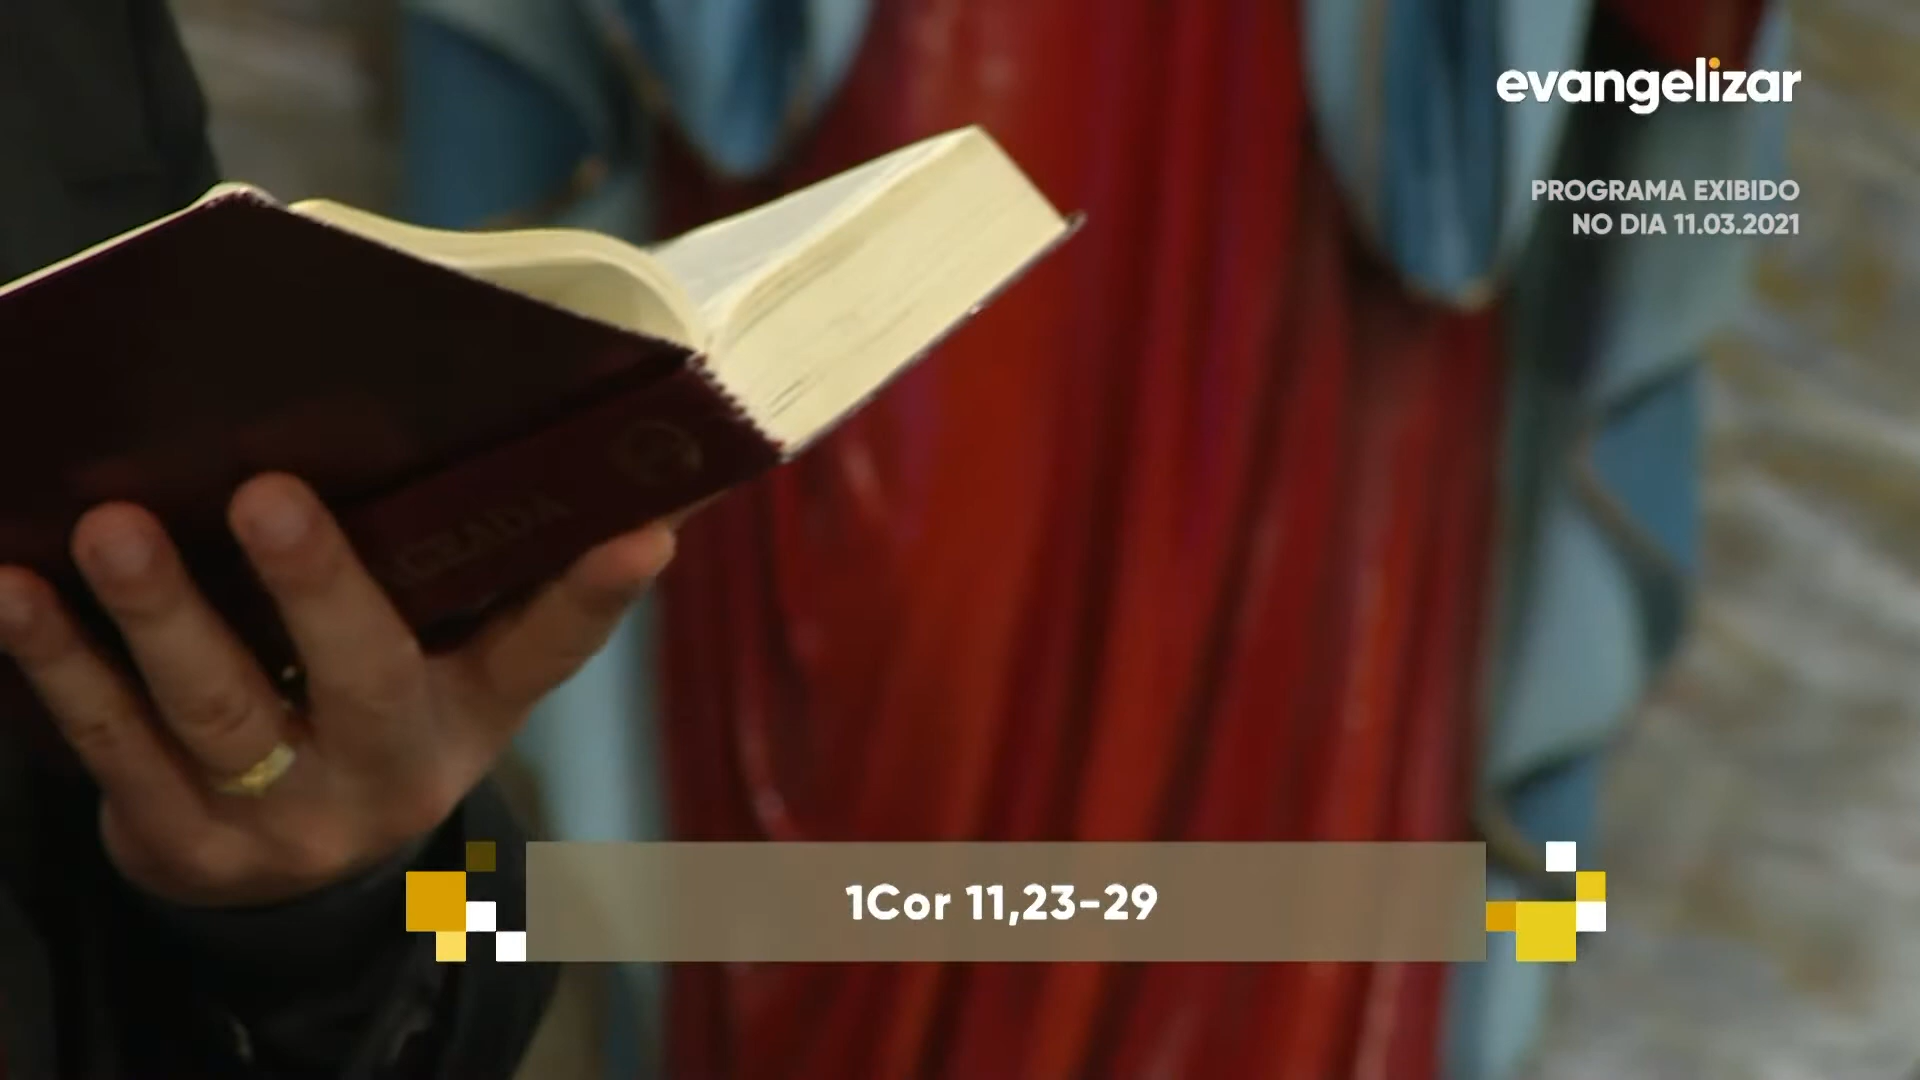 evangelizar
PROGRAMA EXIBIDO
NO DIA 11.03.2021
1Cor 11,23-29